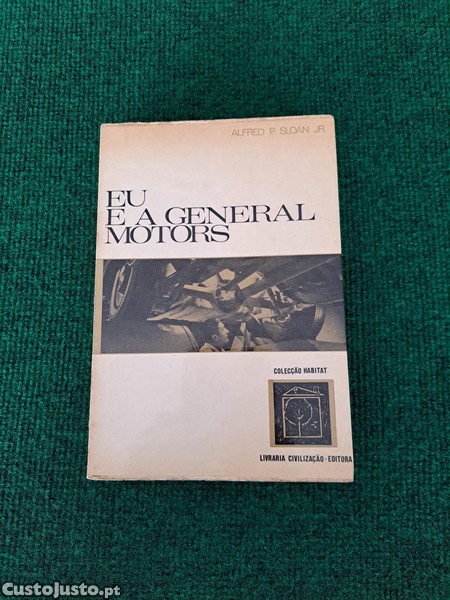 ALFRED P. SLOAN JR.
EU
E A GENERAL
MOTORS
COLECÇÃO HABITAT
LIVRARIA CIVILIZAÇÃO - EDITORA
CustoJusto.pt